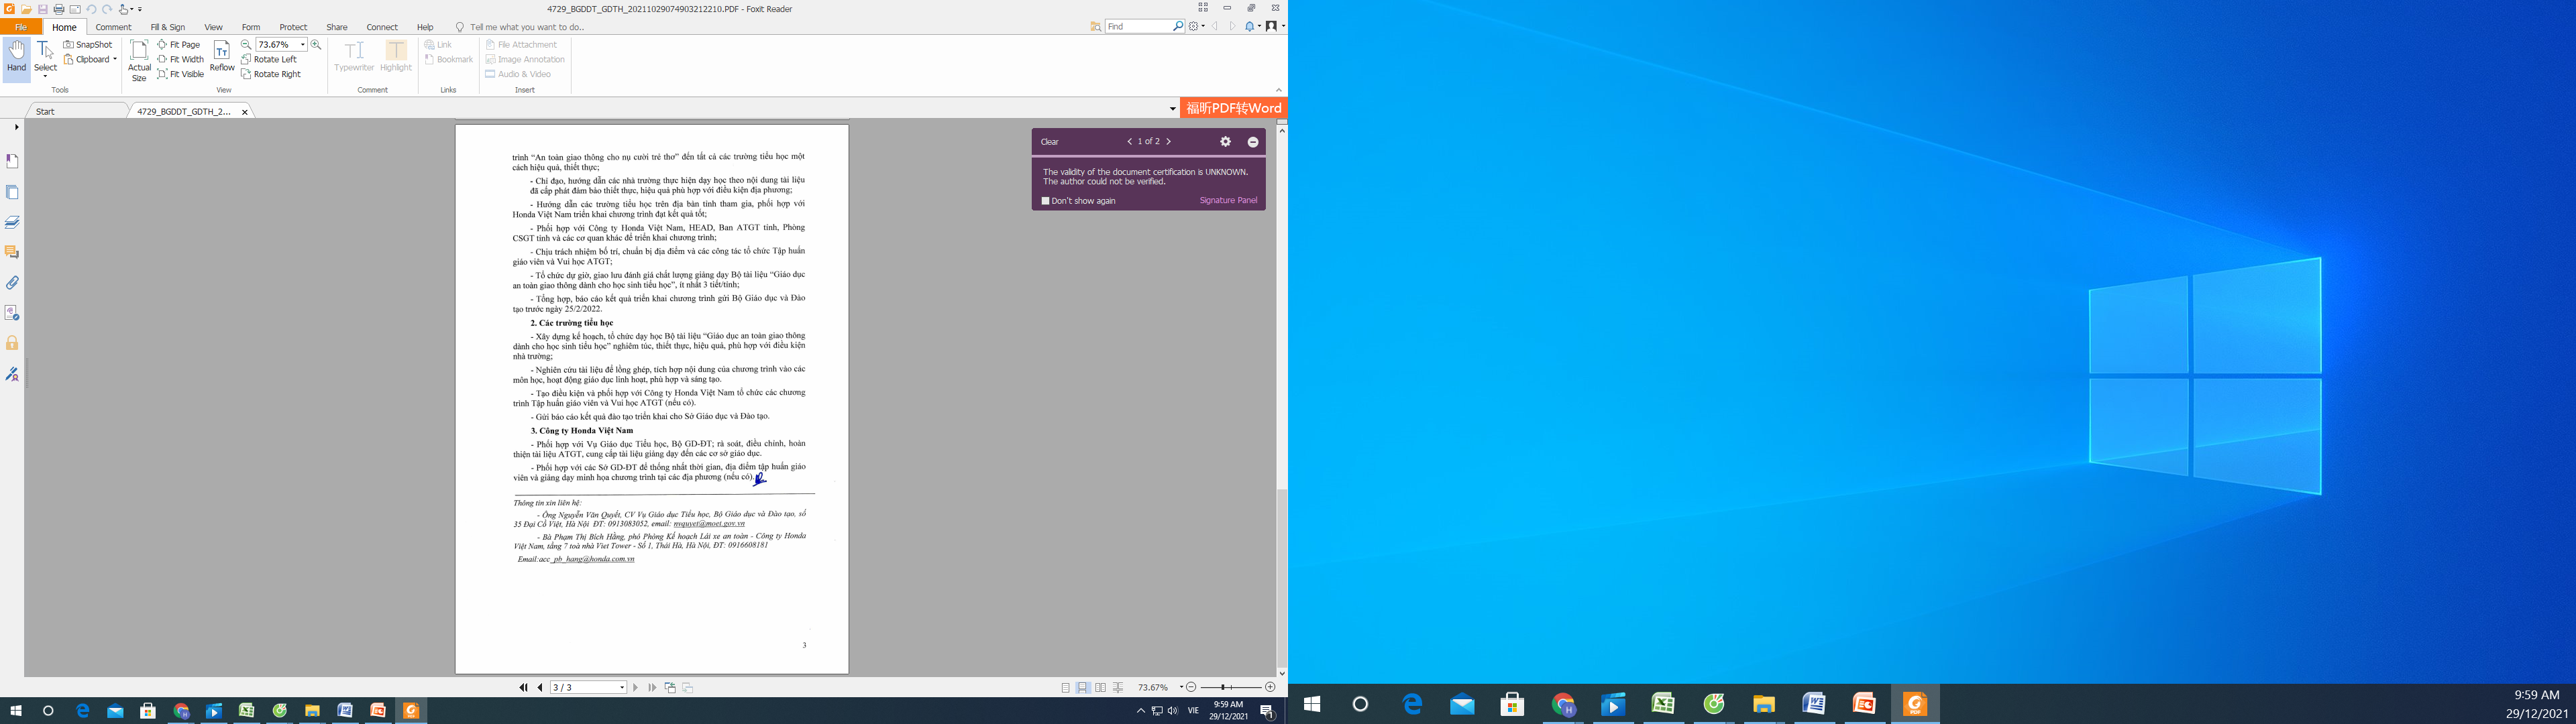 4729_BGDDT_GDTH_20211029074903212210.PDF - Foxit Reader
File Home Comment Fill & Sign View Form Protect Share Connect Help Tell me what you want to do.. Find
Hand Select SnapShot Clipboard Actual Size Fit Page Fit Width Fit Visible Reflow 73.67% Rotate Left Rotate Right Typewriter Highlight Link Bookmark File Attachment Image Annotation Audio & Video
Tools View Comment Links Insert
Start 4729_BGDDT_GDTH_2... 福昕PDF转Word
Clear 1 of 2
The validity of the document certification is UNKNOWN.
The author could not be verified.
Don't show again Signature Panel
trình “An toàn giao thông cho nụ cười trẻ thơ” đến tất cả các trường tiểu học một
cách hiệu quả, thiết thực;
- Chỉ đạo, hướng dẫn các nhà trường thực hiện dạy học theo nội dung tài liệu
đã cấp phát đảm bảo thiết thực, hiệu quả phù hợp với điều kiện địa phương;
- Hướng dẫn các trường tiểu học trên địa bàn tỉnh tham gia, phối hợp với
Honda Việt Nam triển khai chương trình đạt kết quả tốt;
- Phối hợp với Công ty Honda Việt Nam, HEAD, Ban ATGT tỉnh, Phòng
CSGT tỉnh và các cơ quan khác để triển khai chương trình;
- Chịu trách nhiệm bố trí, chuẩn bị địa điểm và các công tác tổ chức Tập huấn
giáo viên và Vui học ATGT;
- Tổ chức dự giờ, giao lưu đánh giá chất lượng giảng dạy Bộ tài liệu “Giáo dục
an toàn giao thông dành cho học sinh tiểu học”, ít nhất 3 tiết/tỉnh;
- Tổng hợp, báo cáo kết quả triển khai chương trình gửi Bộ Giáo dục và Đào
tạo trước ngày 25/2/2022.
2. Các trường tiểu học
- Xây dựng kế hoạch, tổ chức dạy học Bộ tài liệu “Giáo dục an toàn giao thông
dành cho học sinh tiểu học” nghiêm túc, thiết thực, hiệu quả, phù hợp với điều kiện
nhà trường;
- Nghiên cứu tài liệu để lồng ghép, tích hợp nội dung của chương trình vào các
môn học, hoạt động giáo dục linh hoạt, phù hợp và sáng tạo.
- Tạo điều kiện và phối hợp với Công ty Honda Việt Nam tổ chức các chương
trình Tập huấn giáo viên và Vui học ATGT (nếu có).
- Gửi báo cáo kết quả đào tạo triển khai cho Sở Giáo dục và Đào tạo.
3. Công ty Honda Việt Nam
- Phối hợp với Vụ Giáo dục Tiểu học, Bộ GD-ĐT; rà soát, điều chỉnh, hoàn
thiện tài liệu ATGT, cung cấp tài liệu giảng dạy đến các cơ sở giáo dục.
- Phối hợp với các Sở GD-ĐT để thống nhất thời gian, địa điểm tập huấn giáo
viên và giảng dạy minh họa chương trình tại các địa phương (nếu có).
Thông tin xin liên hệ:
- Ông Nguyễn Văn Quyết, CV Vụ Giáo dục Tiểu học, Bộ Giáo dục và Đào tạo, số
35 Đại Cồ Việt, Hà Nội ĐT: 0913083052, email: nvquyet@moet.gov.vn
- Bà Phạm Thị Bích Hằng, phó Phòng Kế hoạch Lái xe an toàn - Công ty Honda
Việt Nam, tầng 7 toà nhà Viet Tower - Số 1, Thái Hà, Hà Nội, ĐT: 0916608181
Email:acc_pb_hang@honda.com.vn
3
3 / 3 73.67%
VIE 9:59 AM
29/12/2021
9:59 AM
29/12/2021